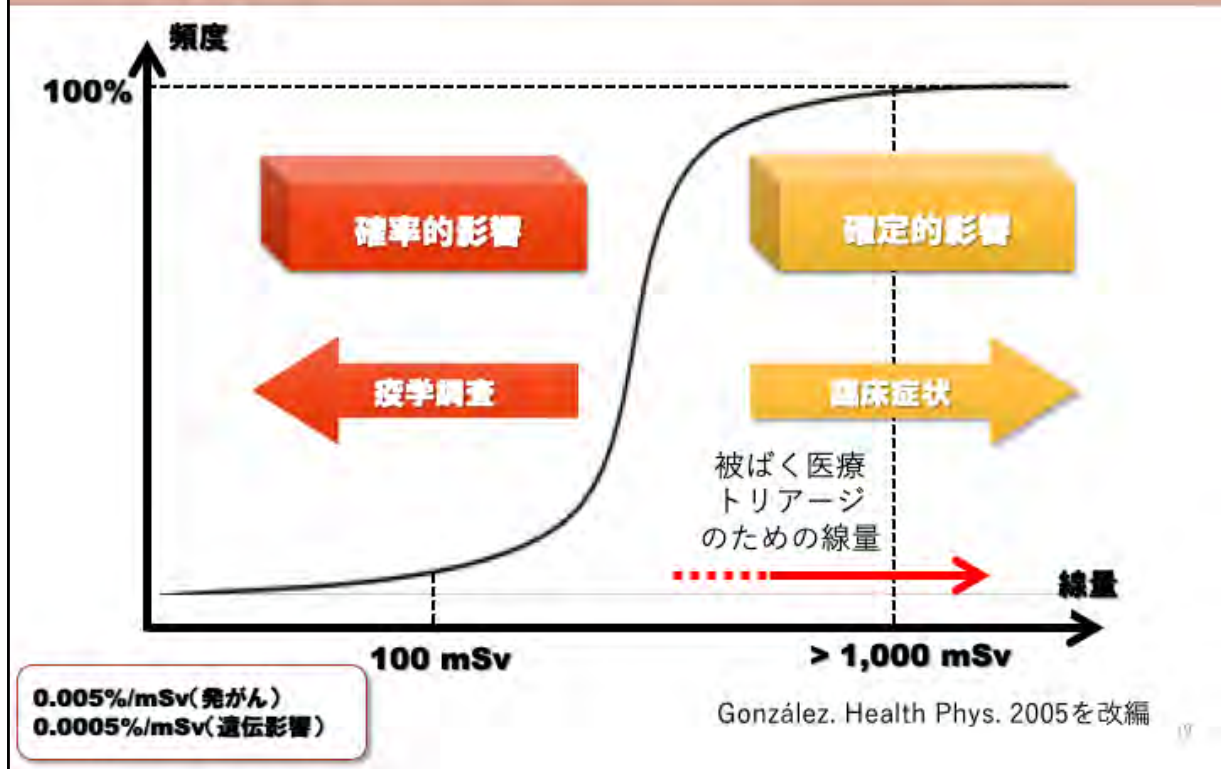 頻度
100%
確率的影響
確定的影響
疫学調査
臨床症状
被ばく医療
トリアージ
のための線量
線量
100 mSv
> 1,000 mSv
0.005%/mSv(発がん)
0.0005%/mSv(遺伝影響)
González. Health Phys. 2005を改編
19